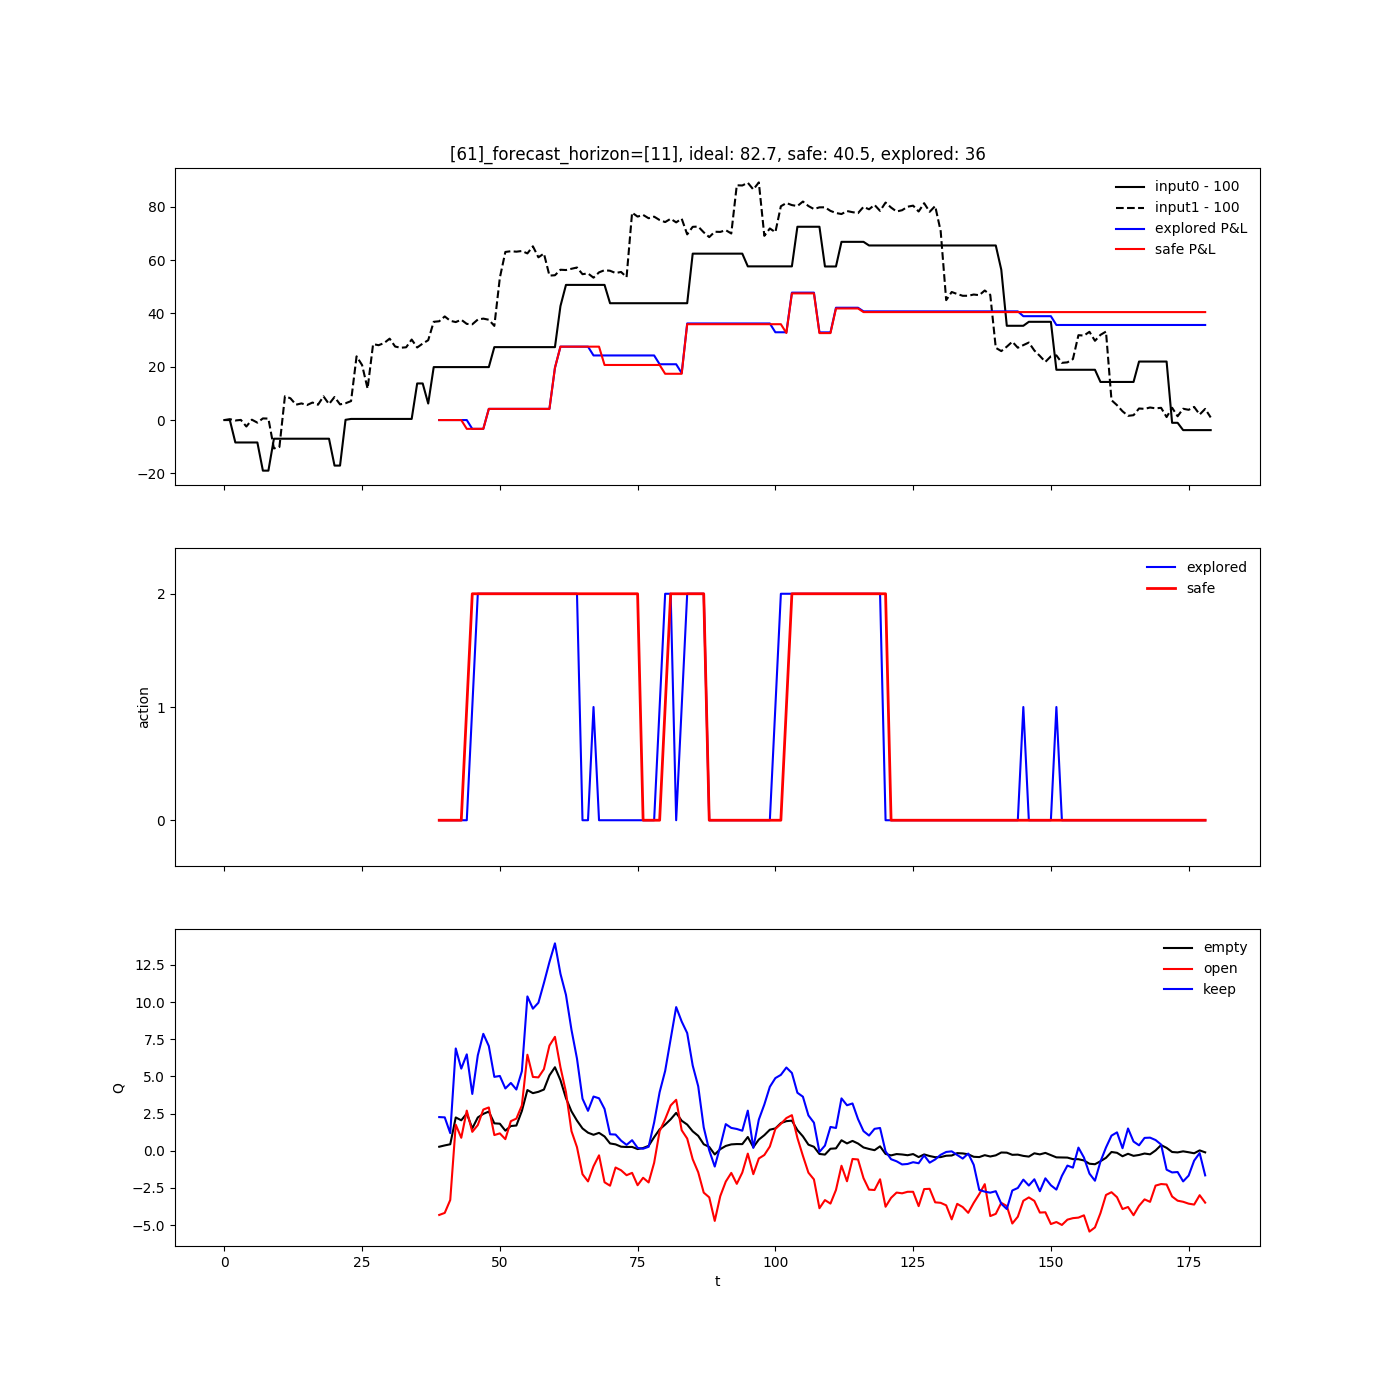 [61]_forecast_horizon=[11], ideal: 82.7, safe: 40.5, explored: 36
80
60
40
20
0
−20
input0 - 100
input1 - 100
explored P&L
safe P&L
2
1
0
action
explored
safe
12.5
10.0
7.5
5.0
2.5
0.0
−2.5
−5.0
Q
empty
open
keep
0 25 50 75 100 125 150 175
t